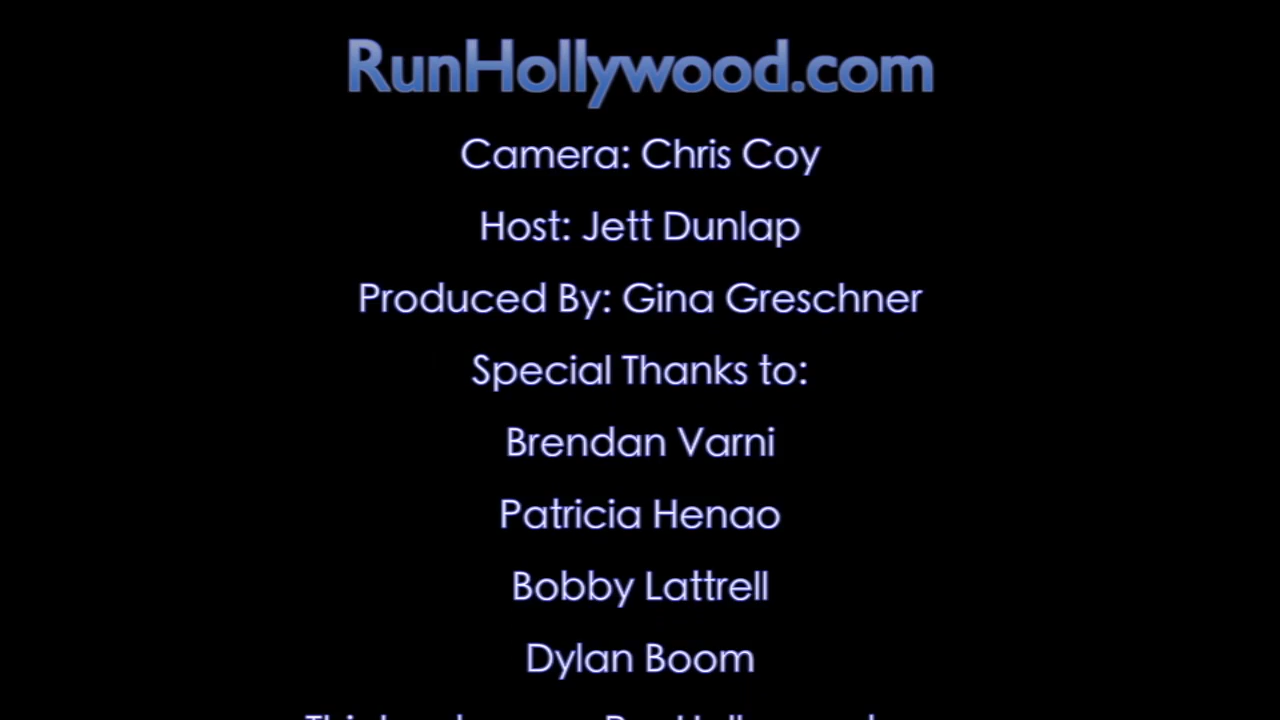 RunHollywood.com
Camera: Chris Coy
Host: Jett Dunlap
Produced By: Gina Greschner
Special Thanks to:
Brendan Varni
Patricia Henao
Bobby Lattrell
Dylan Boom